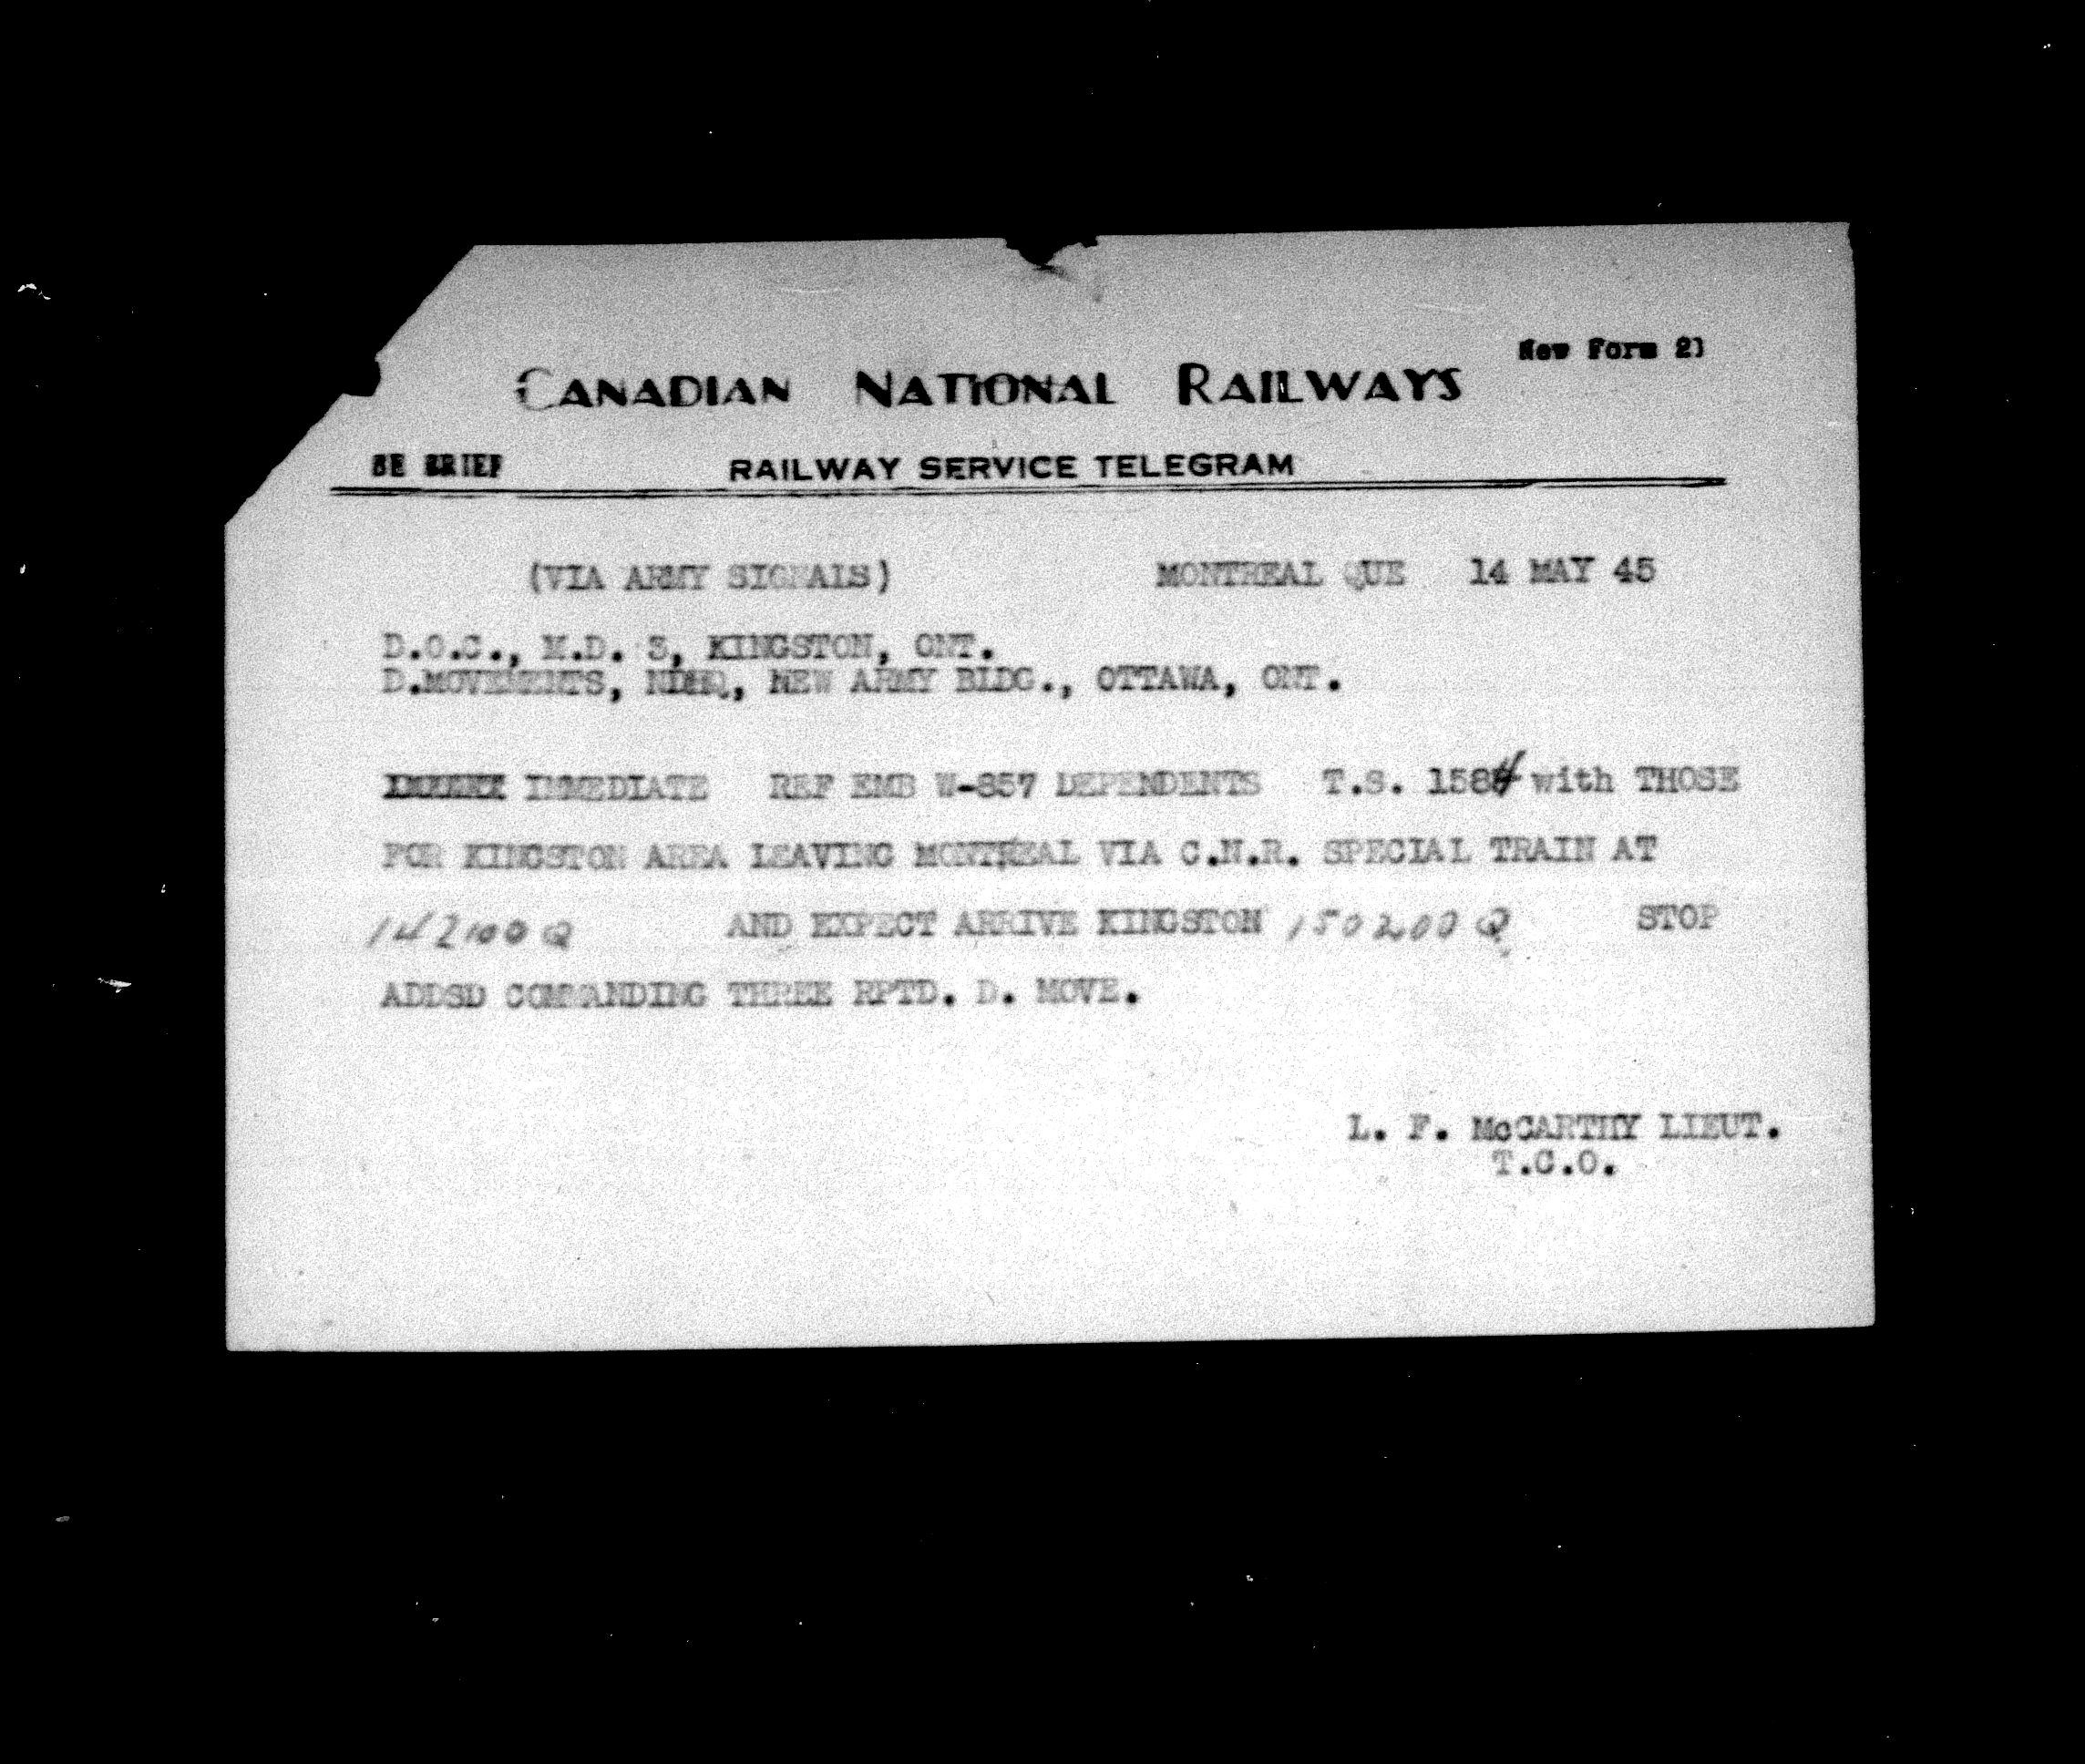 New Form 21
CANADIAN NATIONAL RAILWAYS
BE BRIEF RAILWAY SERVICE TELEGRAM
(VIA ARMY SIGNALS) MONTREAL QUE 14 MAY 45
D.O.C., M.D. 3, KINGSTON, ONT.
D.MOVEMENTS, NDHQ, NEW ARMY BLDG., OTTAWA, ONT.
IMMEDIATE REF EMB W-857 DEPENDENTS T.S. 1584 with THOSE
FOR KINGSTON AREA LEAVING MONTREAL VIA C.N.R. SPECIAL TRAIN AT
142100Q AND EXPECT ARRIVE KINGSTON 150200Q STOP
ADDSD COMMANDING THREE RPTD. D. MOVE.
L. F. McCARTHY LIEUT.
T.C.O.